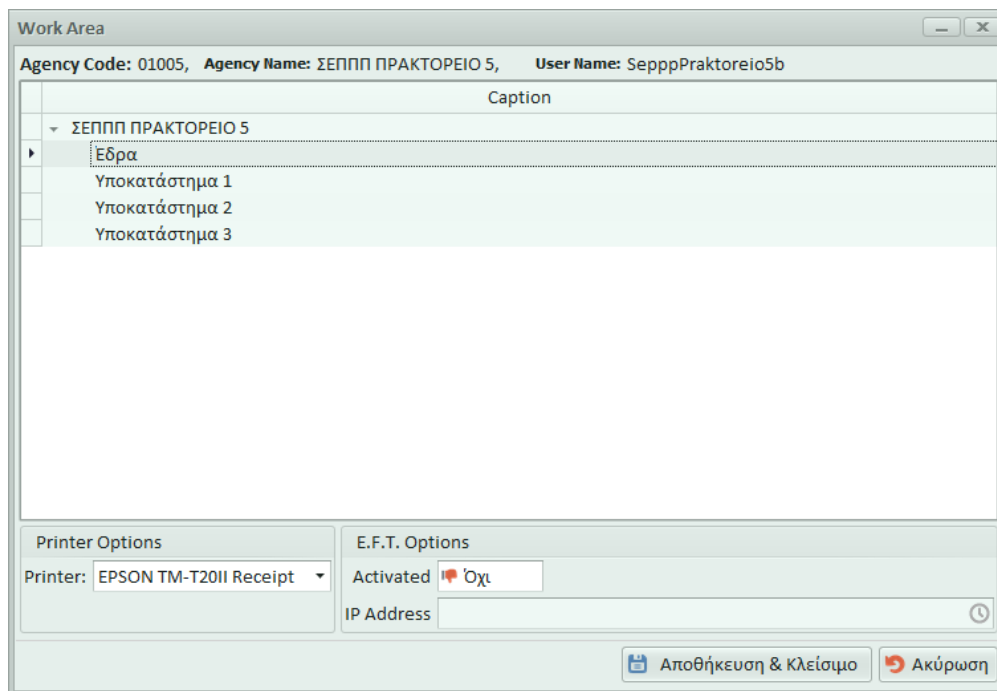 Work Area
Agency Code: 01005, Agency Name: ΣΕΠΠΠ ΠΡΑΚΤΟΡΕΙΟ 5, User Name: SepppPraktoreio5b
Caption
ΣΕΠΠΠ ΠΡΑΚΤΟΡΕΙΟ 5
Έδρα
Υποκατάστημα 1
Υποκατάστημα 2
Υποκατάστημα 3
Printer Options
Printer: EPSON TM-T20II Receipt
E.F.T. Options
Activated Όχι
IP Address
Αποθήκευση & Κλείσιμο Ακύρωση